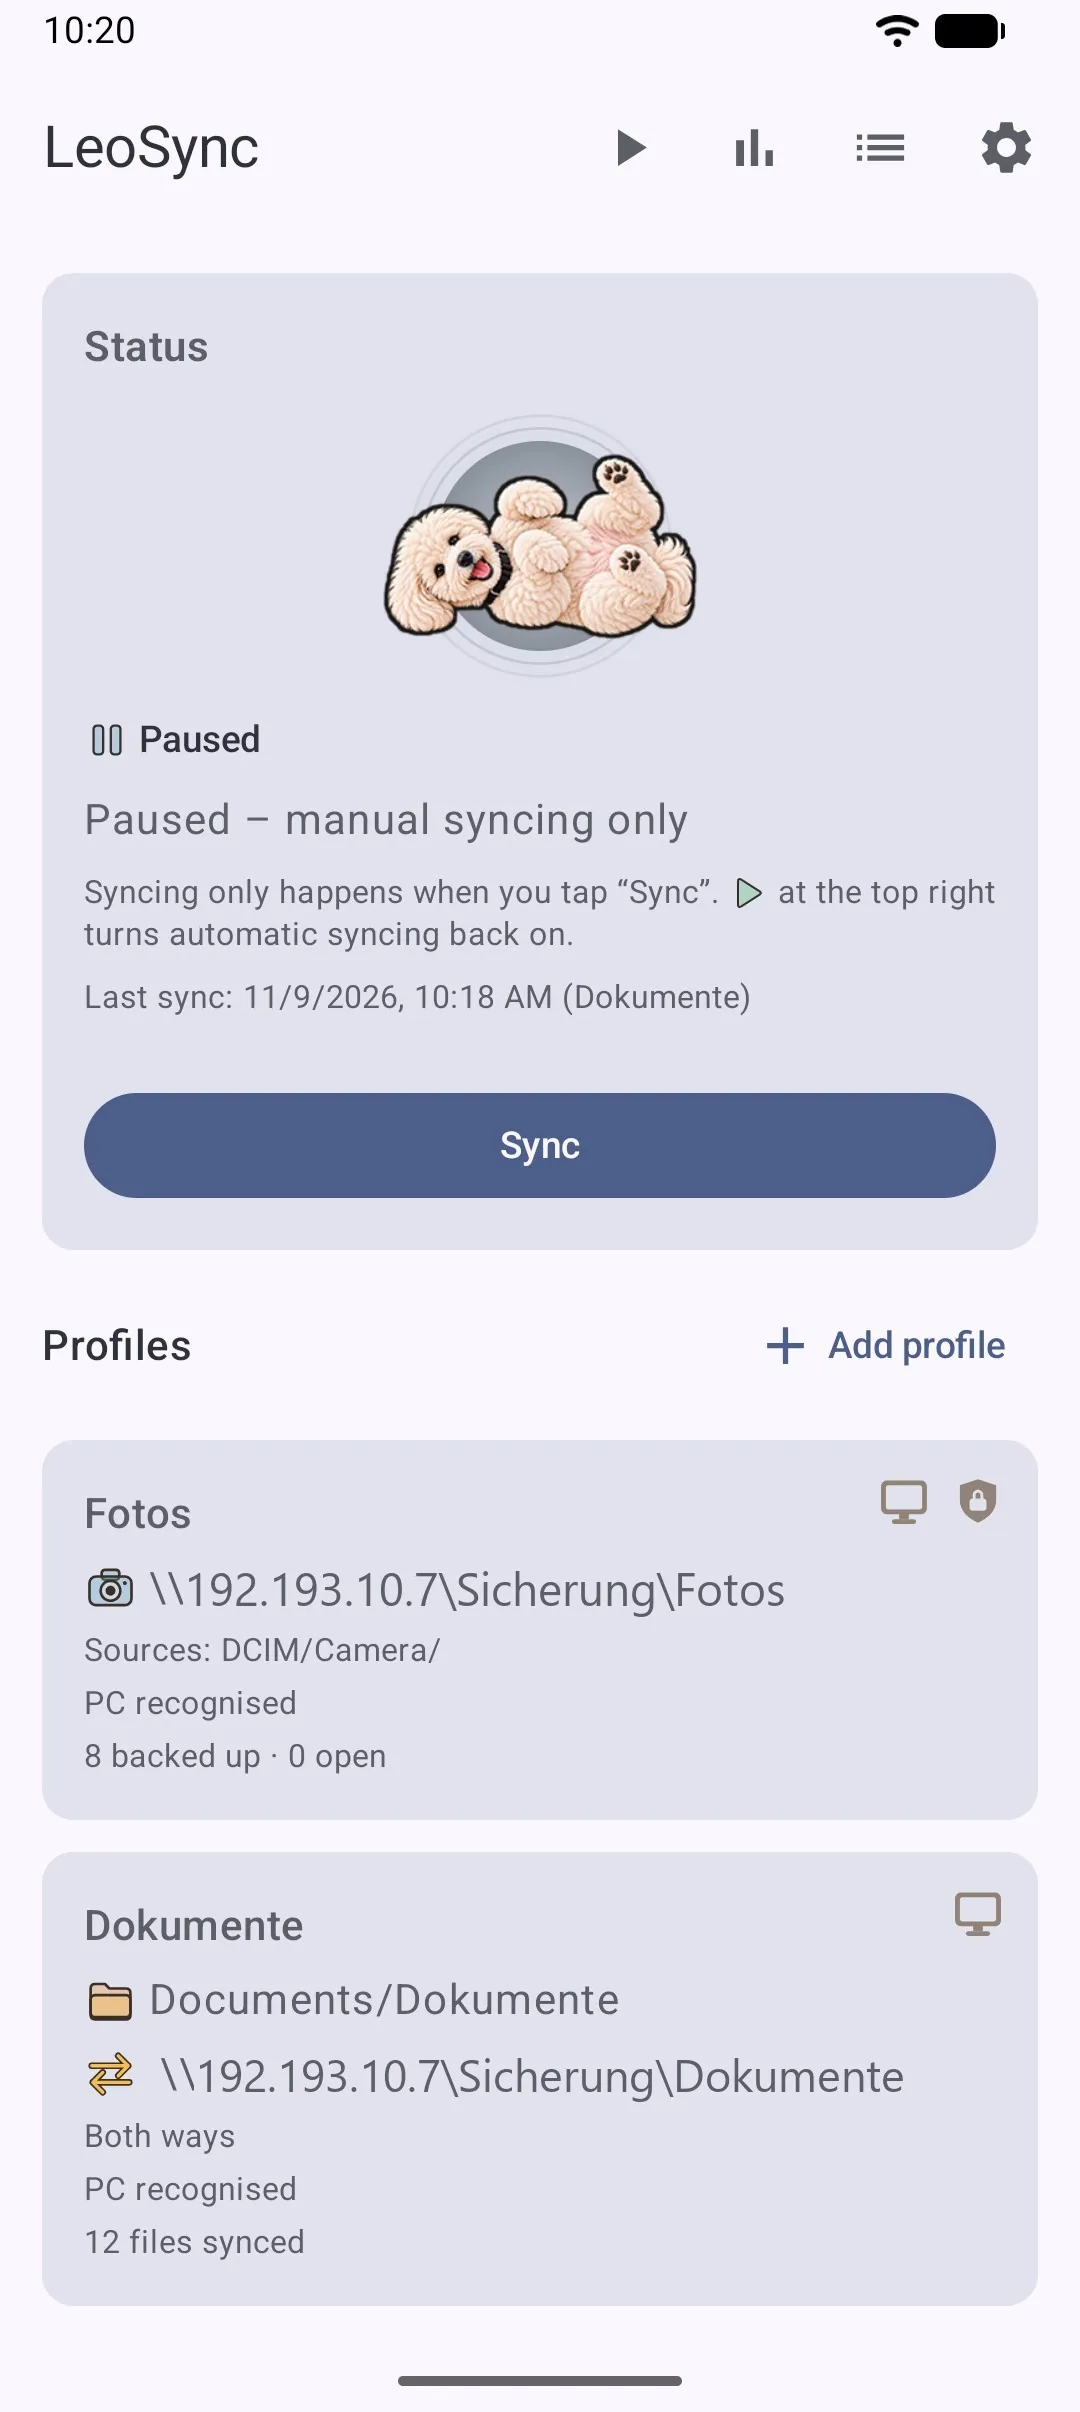 10:20
LeoSync
Status
Paused
Paused – manual syncing only
Syncing only happens when you tap “Sync”. at the top right
turns automatic syncing back on.
Last sync: 11/9/2026, 10:18 AM (Dokumente)
Sync
Profiles
Add profile
Fotos
\\192.193.10.7\Sicherung\Fotos
Sources: DCIM/Camera/
PC recognised
8 backed up · 0 open
Dokumente
Documents/Dokumente
\\192.193.10.7\Sicherung\Dokumente
Both ways
PC recognised
12 files synced